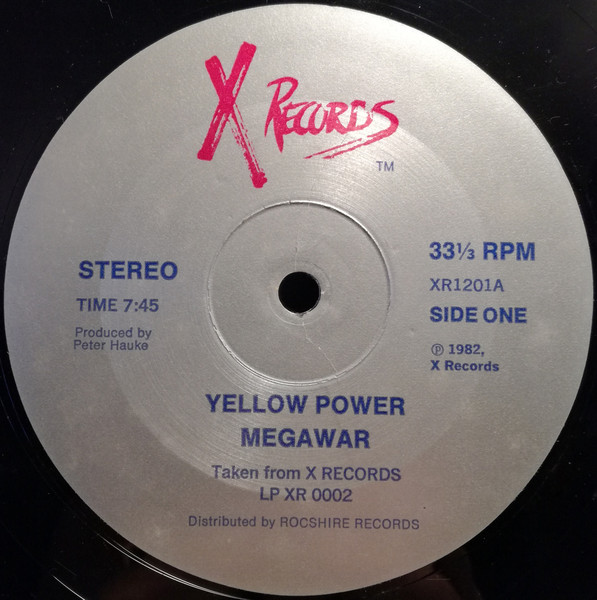 X RECORDS
TM
STEREO
TIME 7:45
Produced by
Peter Hauke
33⅓ RPM
XR1201A
SIDE ONE
℗ 1982,
X Records
YELLOW POWER
MEGAWAR
Taken from X RECORDS
LP XR 0002
Distributed by ROCSHIRE RECORDS